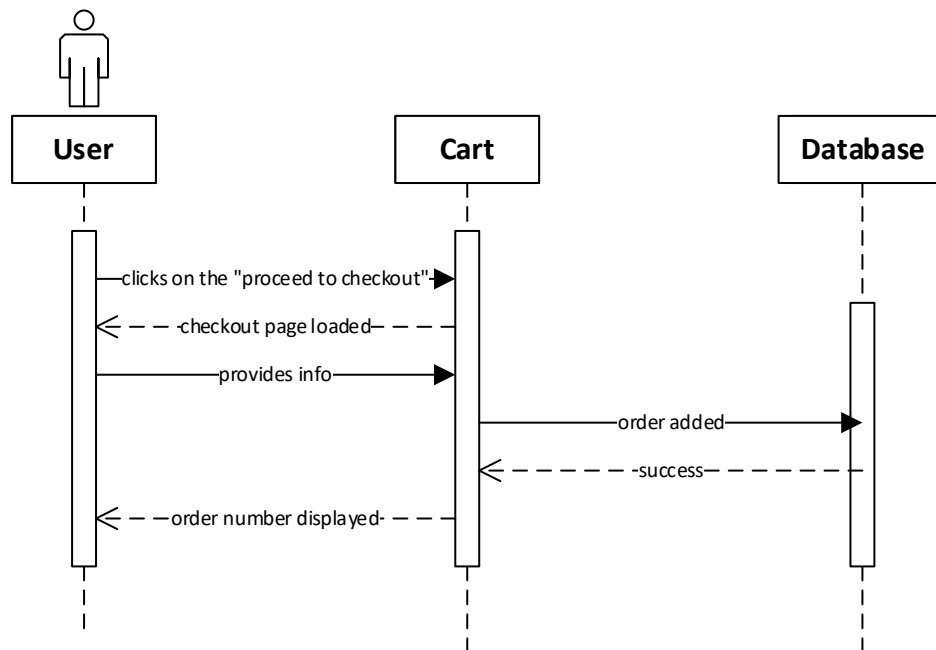 User
Cart
Database
clicks on the "proceed to checkout"
checkout page loaded
provides info
order added
success
order number displayed